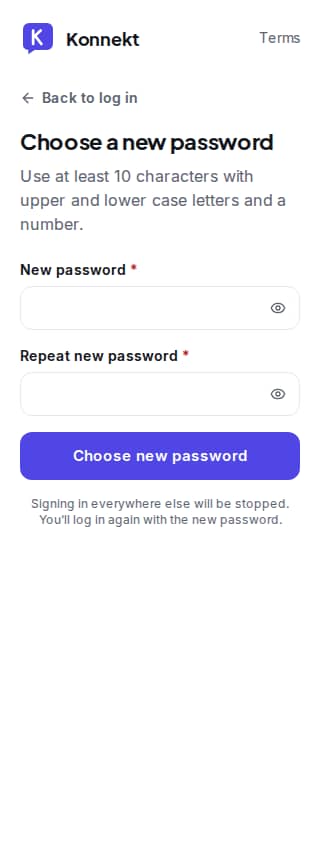 Konnekt
Terms
Back to log in
Choose a new password
Use at least 10 characters with
upper and lower case letters and a
number.
New password *
Repeat new password *
Choose new password
Signing in everywhere else will be stopped.
You'll log in again with the new password.